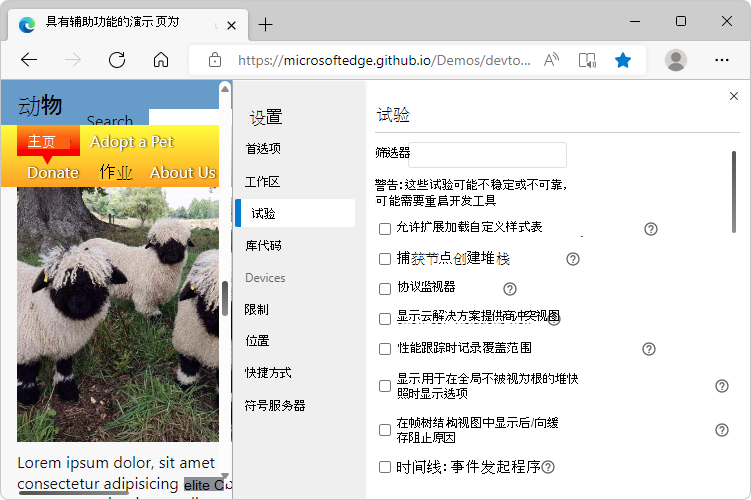 具有辅助功能的演示 页为
https://microsoftedge.github.io/Demos/devto...
动物
Search
主页
Adopt a Pet
Donate
作业
About Us
Lorem ipsum dolor, sit amet
consectetur adipisicing elite Cb
设置
首选项
工作区
试验
库代码
Devices
限制
位置
快捷方式
符号服务器
试验
筛选器
警告:这些试验可能不稳定或不可靠,
可能需要重启开发工具
允许扩展加载自定义样式表
捕获节点创建堆栈
协议监视器
显示云解决方案提供商冲突视图
性能跟踪时记录覆盖范围
显示用于在全局不被视为根的堆快
照时显示选项
在帧树结构视图中显示后/向缓
存阻止原因
时间线: 事件发起程序